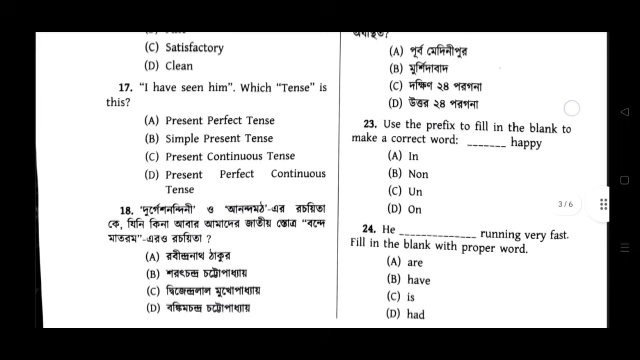 (C) Satisfactory
(D) Clean
17. “I have seen him”. Which “Tense” is
this?
(A) Present Perfect Tense
(B) Simple Present Tense
(C) Present Continuous Tense
(D) Present Perfect Continuous
Tense
18. ‘দুর্গেশনন্দিনী’ ও ‘আনন্দমঠ’-এর রচয়িতা
কে, যিনি কিনা আবার আমাদের জাতীয় স্তোত্র “বন্দে
মাতরম”-এরও রচয়িতা ?
(A) রবীন্দ্রনাথ ঠাকুর
(B) শরৎচন্দ্র চট্টোপাধ্যায়
(C) দ্বিজেন্দ্রলাল মুখোপাধ্যায়
(D) বঙ্কিমচন্দ্র চট্টোপাধ্যায়
(A) পূর্ব মেদিনীপুর
(B) মুর্শিদাবাদ
(C) দক্ষিণ ২৪ পরগনা
(D) উত্তর ২৪ পরগনা
23. Use the prefix to fill in the blank to
make a correct word: _______ happy
(A) In
(B) Non
(C) Un
(D) On
24. He ______________ running very fast.
Fill in the blank with proper word.
(A) are
(B) have
(C) is
(D) had
3/6